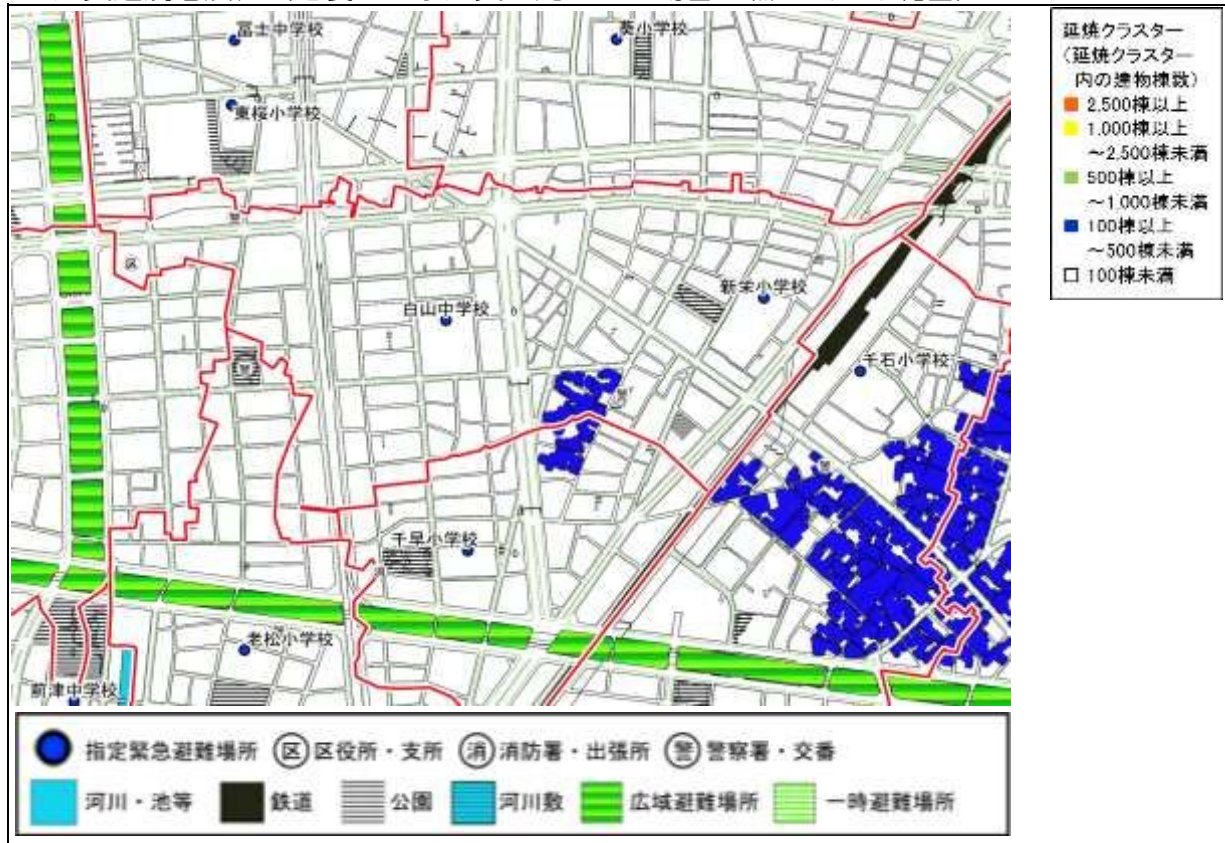 冨士中学校
葵小学校
東桜小学校
区
新栄小学校
白山中学校
千石小学校
千早小学校
老松小学校
前津中学校
延焼クラスター
(延焼クラスター
内の建物棟数)
2,500棟以上
1,000棟以上
~2,500棟未満
500棟以上
~1,000棟未満
100棟以上
~500棟未満
100棟未満
指定緊急避難場所 区 区役所・支所 消 消防署・出張所 警 警察署・交番
河川・池等 鉄道 公園 河川敷 広域避難場所 一時避難場所